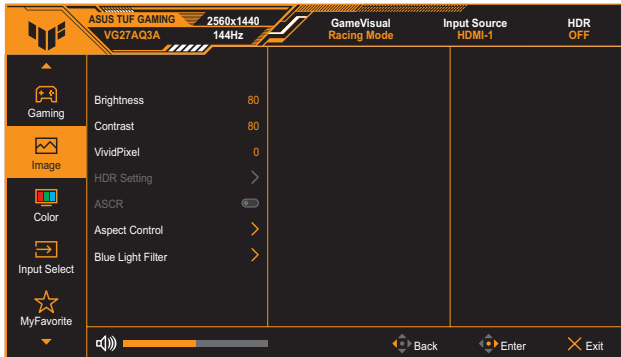 ASUS TUF GAMING 2560x1440 GameVisual Input Source HDR
VG27AQ3A 144Hz Racing Mode HDMI-1 OFF
Gaming
Image
Color
Input Select
MyFavorite
Brightness 80
Contrast 80
VividPixel 0
HDR Setting
ASCR
Aspect Control
Blue Light Filter
Back Enter Exit